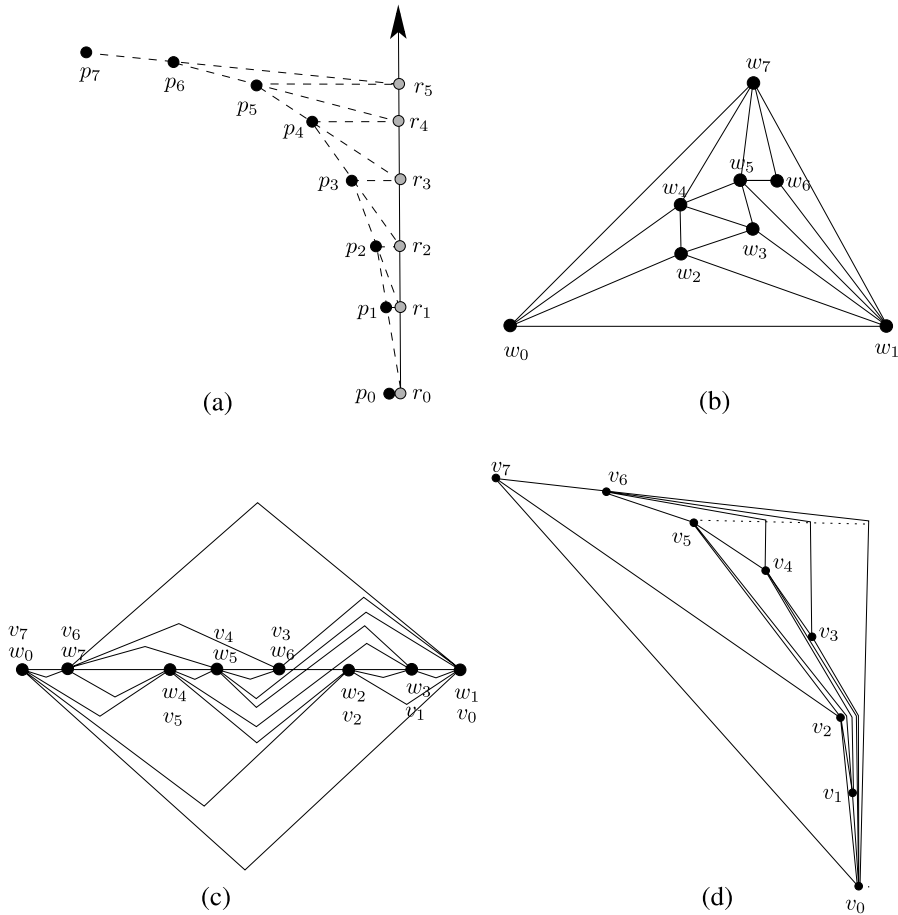 p₇
p₆
p₅
p₄
p₃
p₂
p₁
p₀
r₅
r₄
r₃
r₂
r₁
r₀
(a)
w₇
w₅
w₆
w₄
w₃
w₂
w₀
w₁
(b)
v₇ v₆ v₄ v₃
w₀ w₇ w₅ w₆
w₄ w₂ w₃ w₁
v₅ v₂ v₁ v₀
(c)
v₇
v₆
v₅
v₄
v₃
v₂
v₁
v₀
(d)